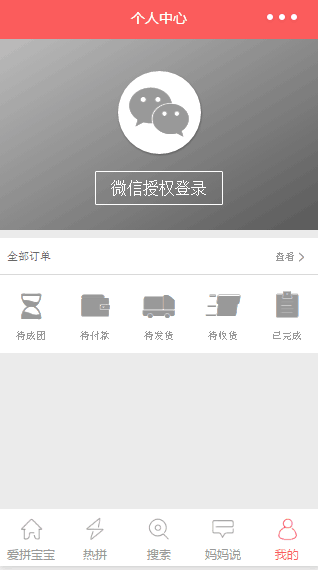 个人中心
微信授权登录
全部订单 查看
待成团 待付款 待发货 待收货 已完成
爱拼宝宝 热拼 搜索 妈妈说 我的